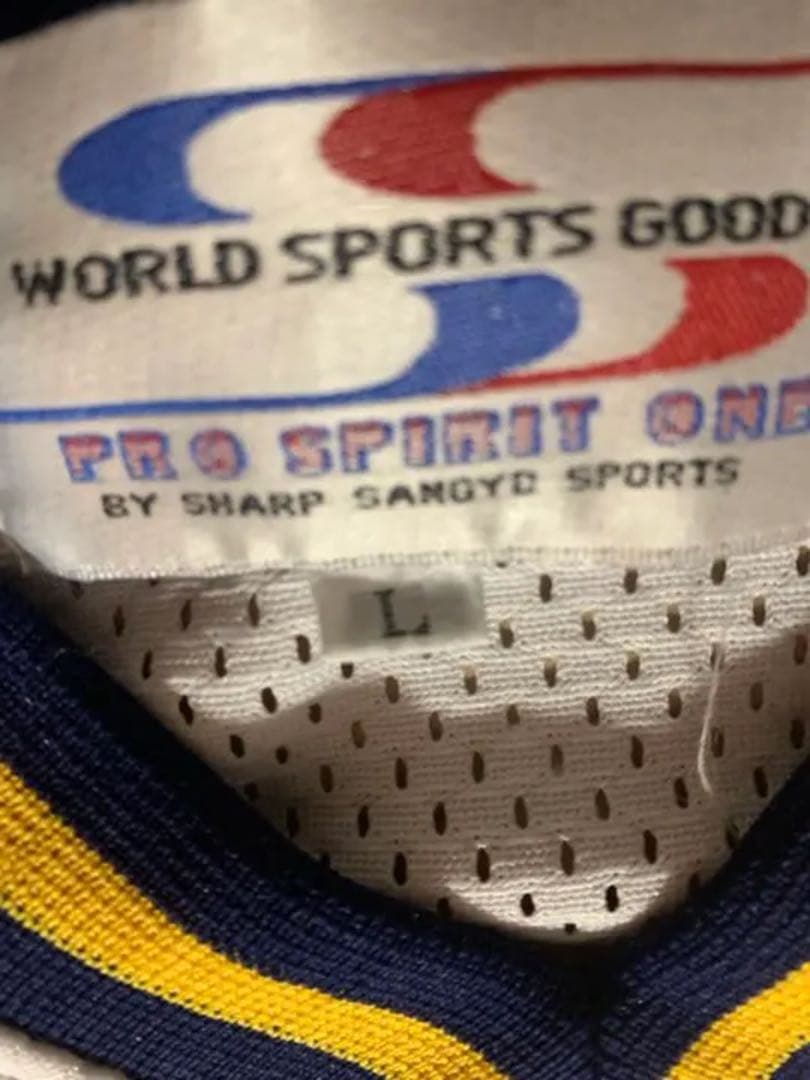 WORLD SPORTS GOOD
PRO SPIRIT ONE
BY SHARP SANGYO SPORTS
L